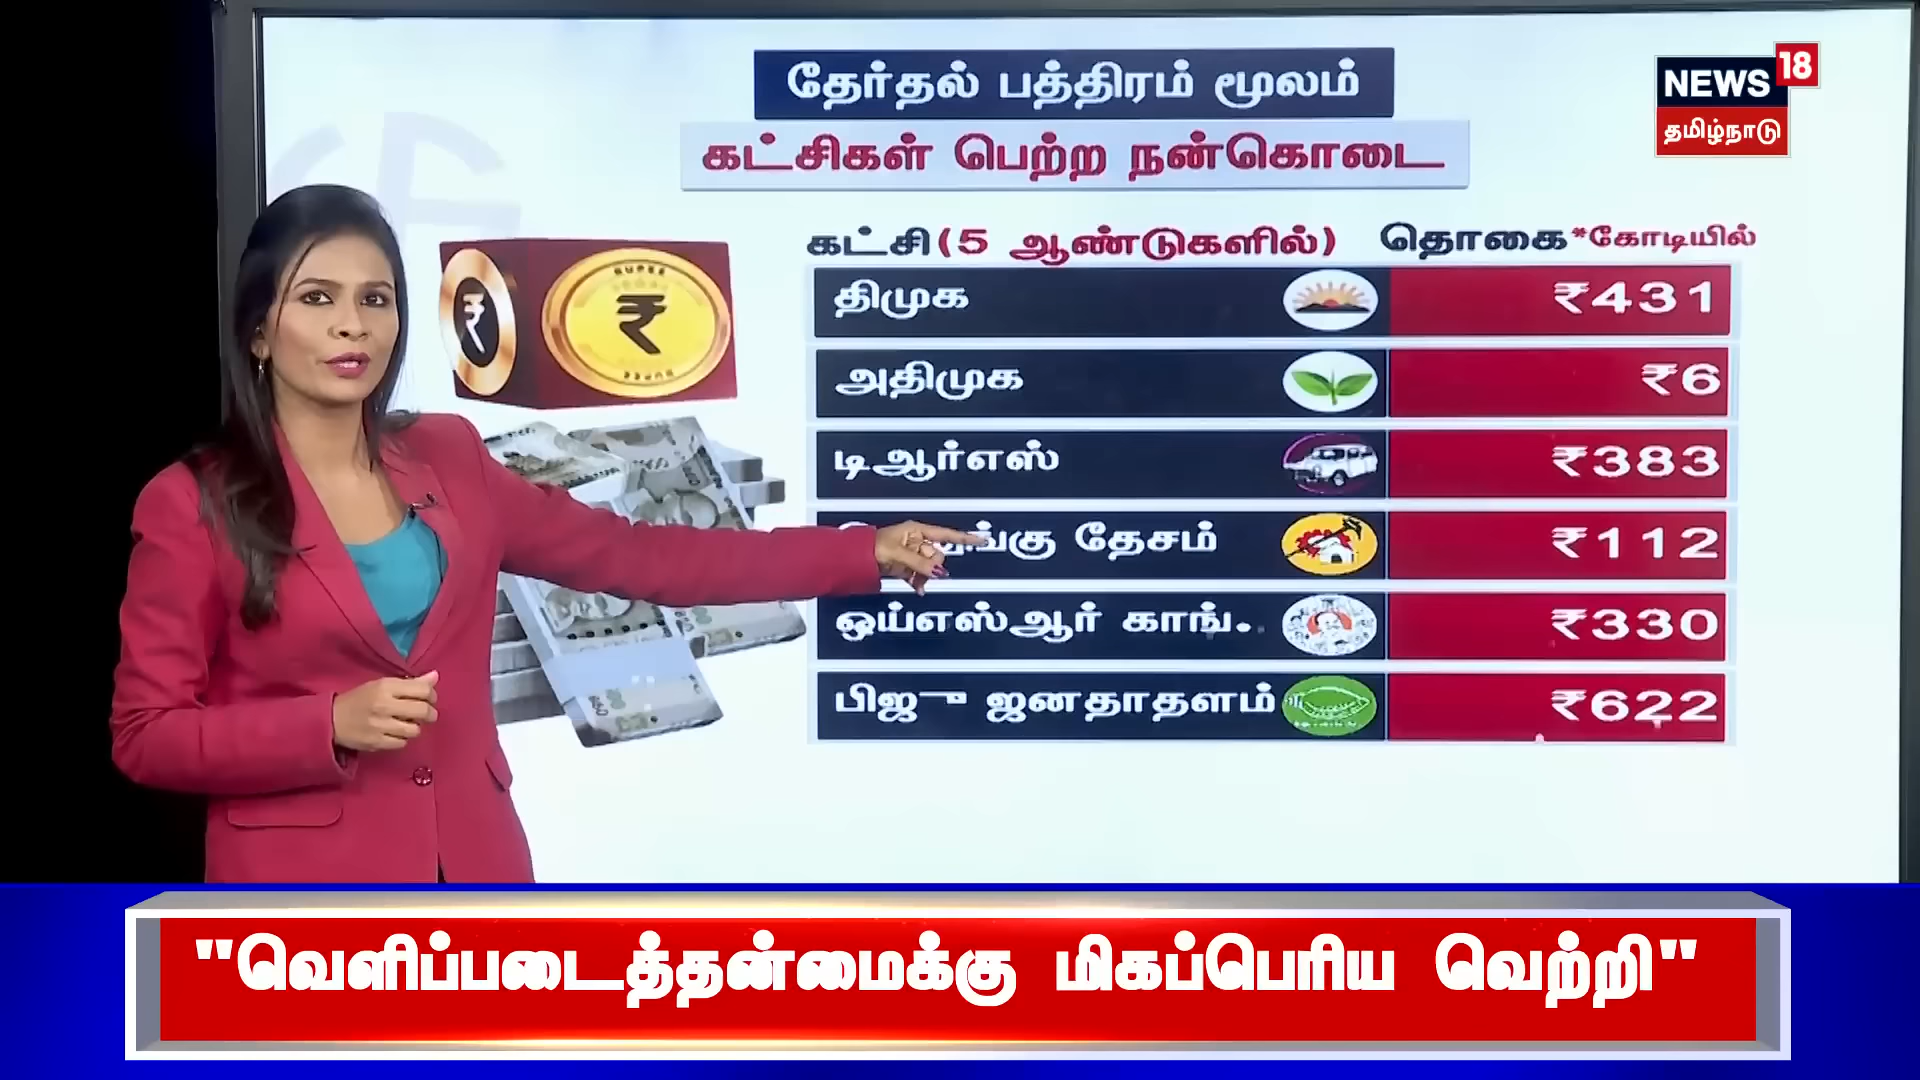 தேர்தல் பத்திரம் மூலம்
கட்சிகள் பெற்ற நன்கொடை
NEWS 18
தமிழ்நாடு
கட்சி (5 ஆண்டுகளில்) தொகை *கோடியில்
திமுக ₹431
அதிமுக ₹6
டிஆர்எஸ் ₹383
தேசம் ₹112
ஒய்எஸ்ஆர் காங். ₹330
பிஜு ஜனதாதளம் ₹622
"வெளிப்படைத்தன்மைக்கு மிகப்பெரிய வெற்றி"